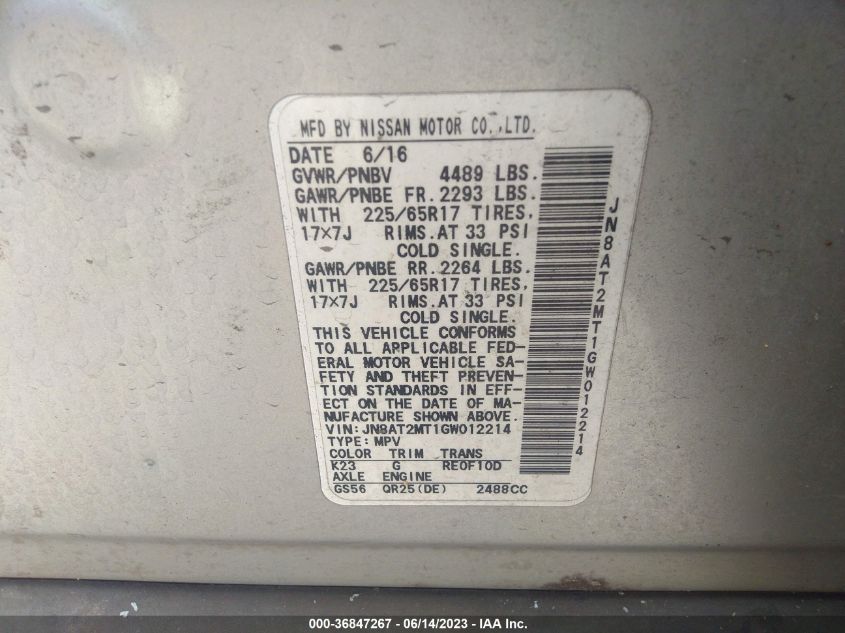 MFD BY NISSAN MOTOR CO.,LTD.
DATE 6/16
GVWR/PNBV 4489 LBS.
GAWR/PNBE FR. 2293 LBS.
WITH 225/65R17 TIRES,
17×7J RIMS. AT 33 PSI
COLD SINGLE.
GAWR/PNBE RR. 2264 LBS.
WITH 225/65R17 TIRES,
17×7J RIMS. AT 33 PSI
COLD SINGLE.
THIS VEHICLE CONFORMS
TO ALL APPLICABLE FED-
ERAL MOTOR VEHICLE SA-
FETY AND THEFT PREVEN-
TION STANDARDS IN EFF-
ECT ON THE DATE OF MA-
NUFACTURE SHOWN ABOVE.
VIN:JN8AT2MT1GW012214
TYPE:MPV
COLOR TRIM TRANS
K23 G RE0F10D
AXLE ENGINE
GS56 QR25(DE) 2488CC
JN8AT2MT1GW012214
000-36847267 - 06/14/2023 - IAA Inc.